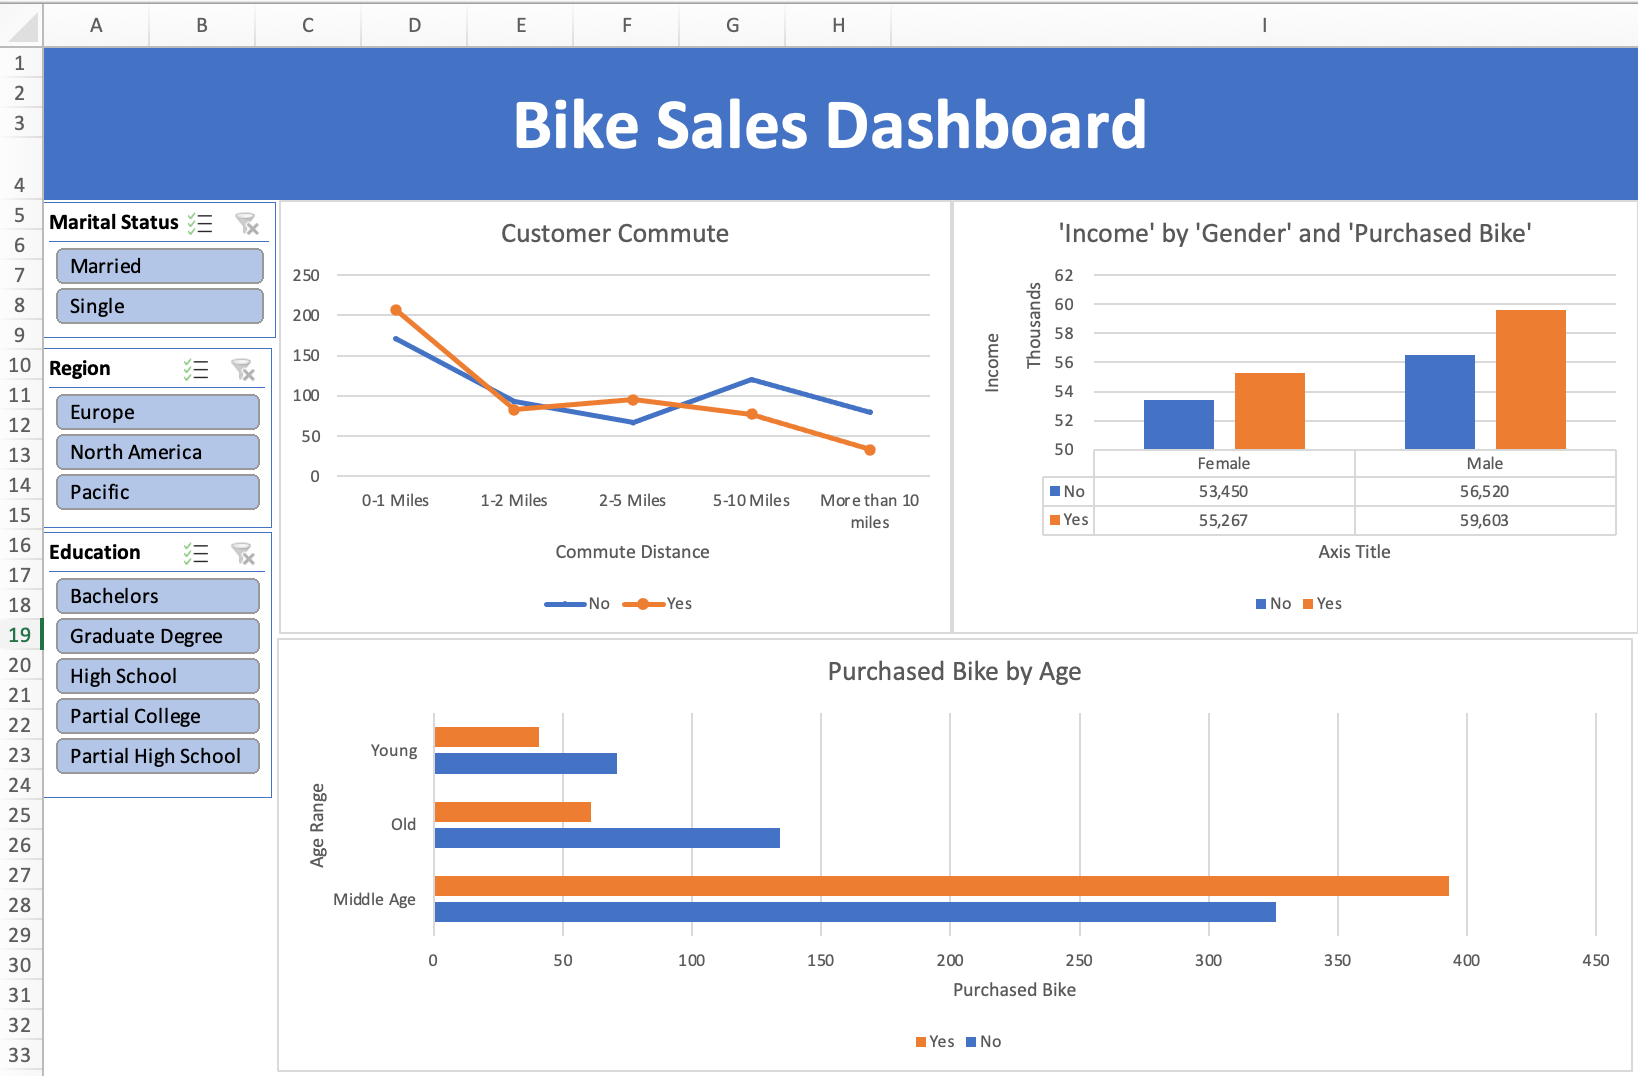 A B C D E F G H I
1
2
3
4
5
6
7
8
9
10
11
12
13
14
15
16
17
18
19
20
21
22
23
24
25
26
27
28
29
30
31
32
33
Bike Sales Dashboard
Marital Status
Married
Single
Region
Europe
North America
Pacific
Education
Bachelors
Graduate Degree
High School
Partial College
Partial High School
Customer Commute
250
200
150
100
50
0
0-1 Miles 1-2 Miles 2-5 Miles 5-10 Miles More than 10
miles
Commute Distance
No Yes
'Income' by 'Gender' and 'Purchased Bike'
Income
Thousands
62
60
58
56
54
52
50
Female Male
No 53,450 56,520
Yes 55,267 59,603
Axis Title
No Yes
Purchased Bike by Age
Age Range
Young
Old
Middle Age
0 50 100 150 200 250 300 350 400 450
Purchased Bike
Yes No